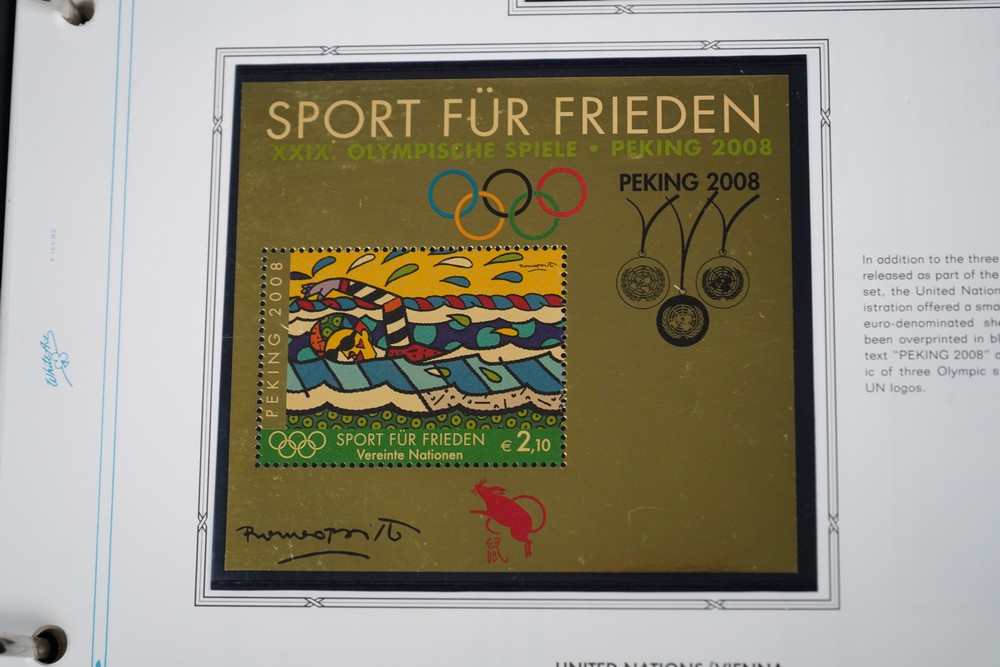 SPORT FÜR FRIEDEN
XXIX. OLYMPISCHE SPIELE • PEKING 2008
PEKING 2008
PEKING/2008
SPORT FÜR FRIEDEN
Vereinte Nationen
€ 2,10
鼠
In addition to the three
released as part of the
set, the United Nation
istration offered a sma
euro-denominated she
been overprinted in bl
text "PEKING 2008" a
ic of three Olympic s
UN logos.
UNITED NATIONS/VIENNA